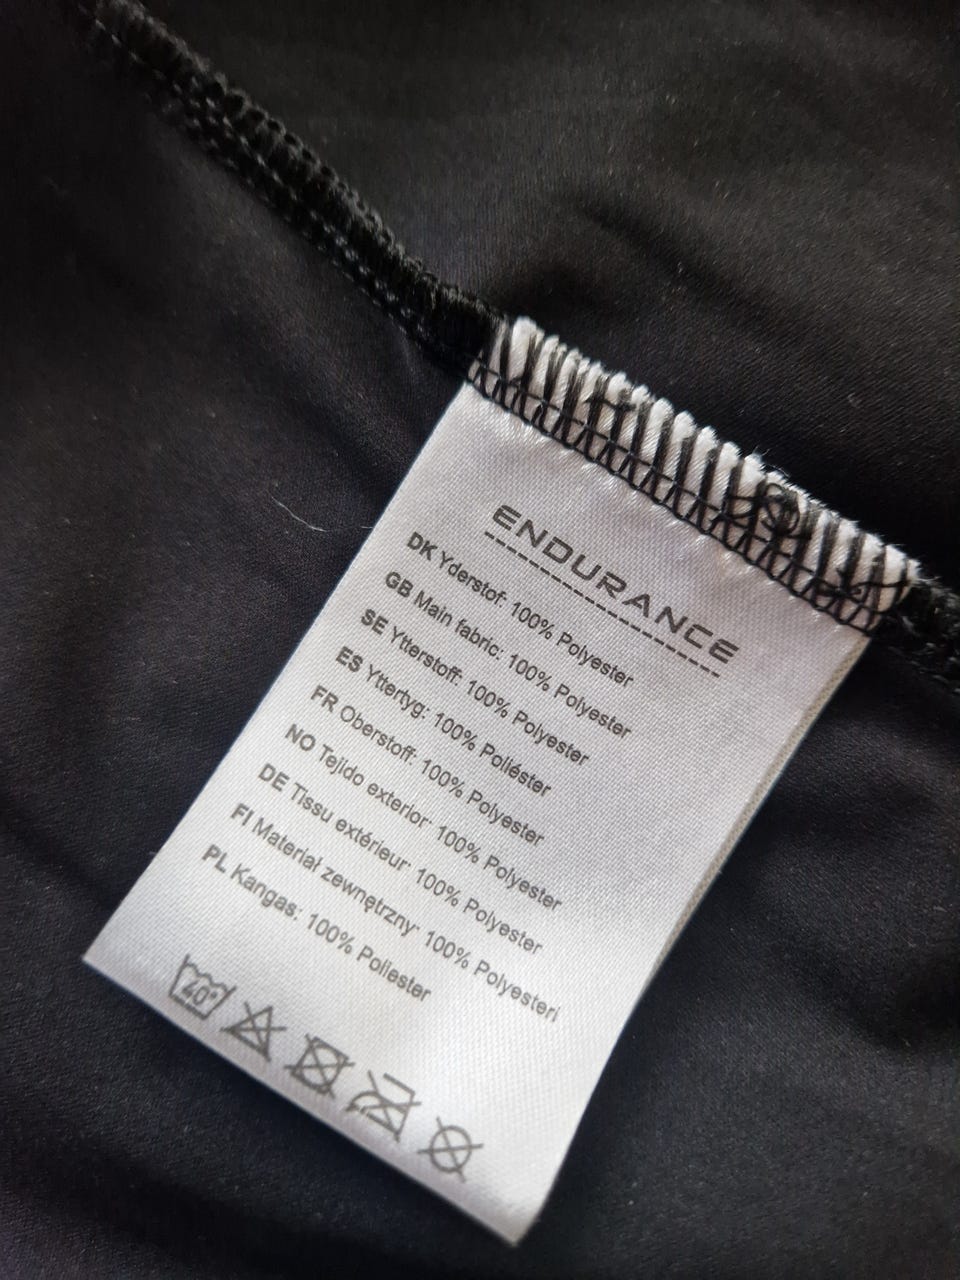 ENDURANCE
DK Yderstof: 100% Polyester
GB Main fabric: 100% Polyester
SE Ytterstoff: 100% Polyester
ES Yttertyg: 100% Poliéster
FR Oberstoff: 100% Polyester
NO Tejido exterior: 100% Polyester
DE Tissu extérieur: 100% Polyester
FI Materiał zewnętrzny: 100% Polyesteri
PL Kangas: 100% Poliester
40°